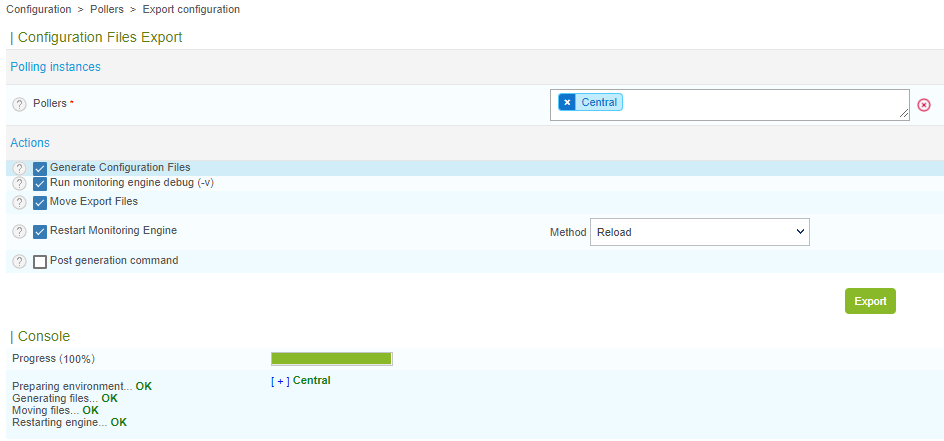 Configuration > Pollers > Export configuration
| Configuration Files Export
Polling instances
? Pollers * × Central
Actions
? Generate Configuration Files
? Run monitoring engine debug (-v)
? Move Export Files
? Restart Monitoring Engine Method Reload
? Post generation command
Export
| Console
Progress (100%)
[ + ] Central
Preparing environment... OK
Generating files... OK
Moving files... OK
Restarting engine... OK